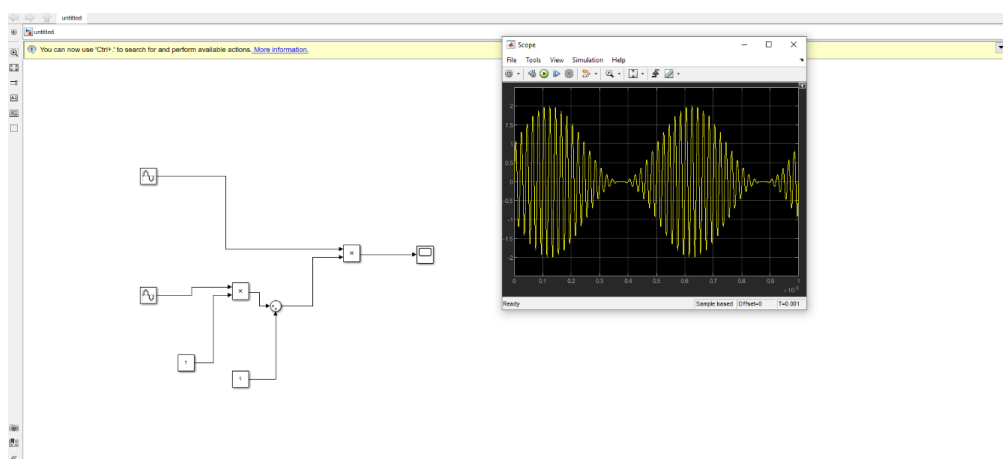 untitled
untitled
You can now use 'Ctrl+.' to search for and perform available actions. More information.
Scope
File Tools View Simulation Help
2
1.5
1
0.5
0
-0.5
-1
-1.5
-2
0 0.1 0.2 0.3 0.4 0.5 0.6 0.7 0.8 0.9 1
× 10⁻³
Ready Sample based Offset=0 T=0.001
×
×
1
1